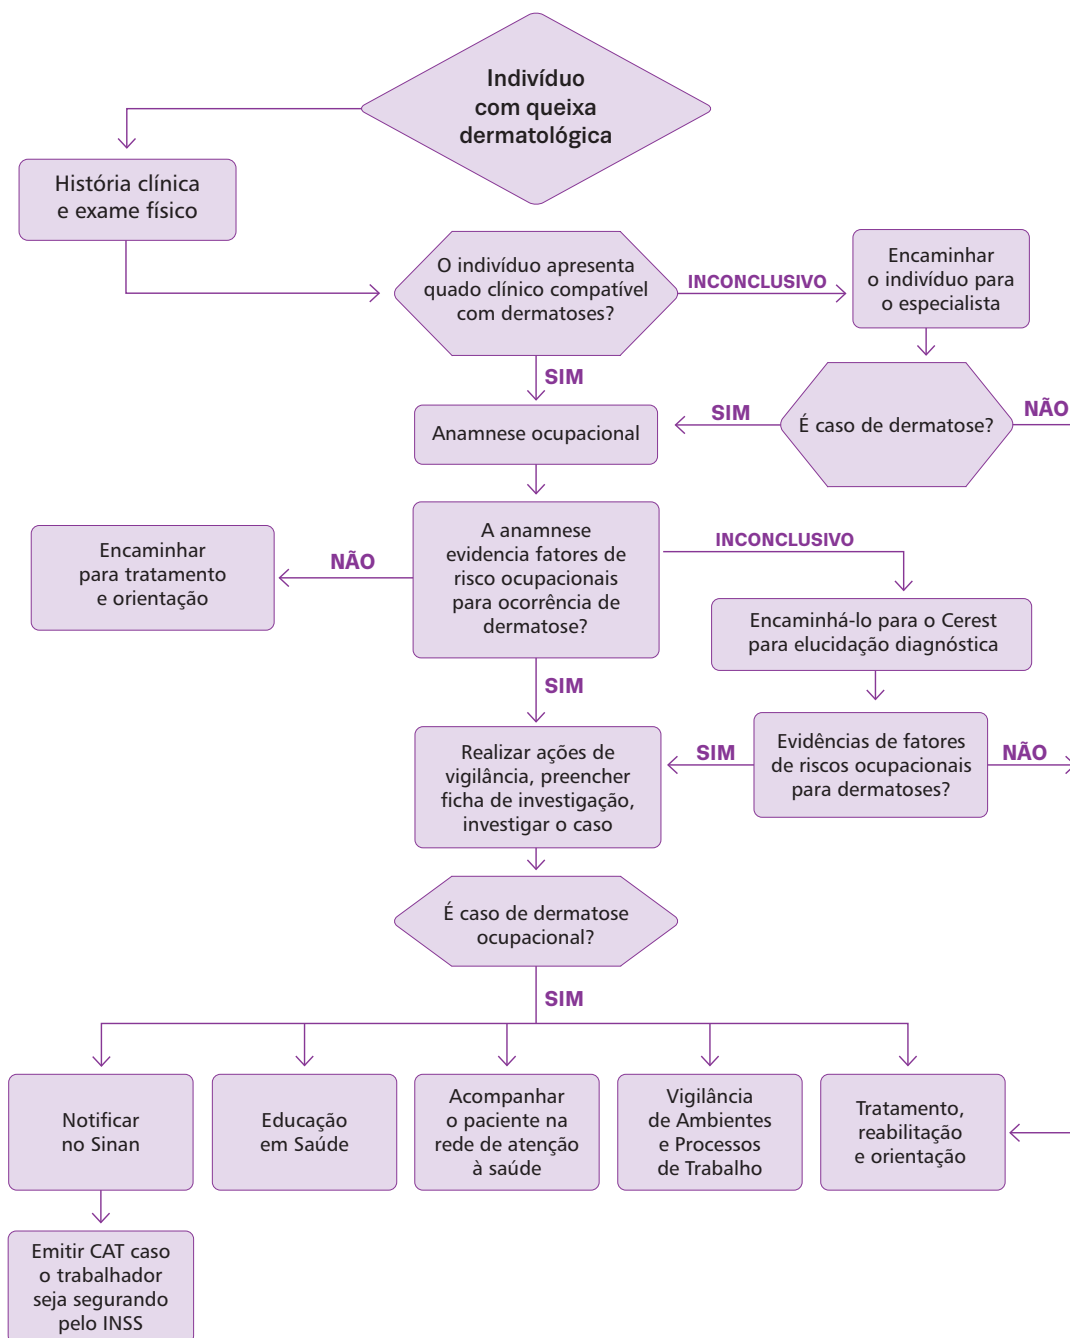 Indivíduo
com queixa
dermatológica
História clínica
e exame físico
O indivíduo apresenta
quado clínico compatível
com dermatoses?
INCONCLUSIVO
Encaminhar
o indivíduo para
o especialista
SIM
É caso de dermatose?
SIM
NÃO
Anamnese ocupacional
A anamnese
evidencia fatores de
risco ocupacionais
para ocorrência de
dermatose?
NÃO
Encaminhar
para tratamento
e orientação
INCONCLUSIVO
Encaminhá-lo para o Cerest
para elucidação diagnóstica
SIM
Evidências de fatores
de riscos ocupacionais
para dermatoses?
SIM
NÃO
Realizar ações de
vigilância, preencher
ficha de investigação,
investigar o caso
É caso de dermatose
ocupacional?
SIM
Notificar
no Sinan
Educação
em Saúde
Acompanhar
o paciente na
rede de atenção
à saúde
Vigilância
de Ambientes
e Processos
de Trabalho
Tratamento,
reabilitação
e orientação
Emitir CAT caso
o trabalhador
seja segurando
pelo INSS